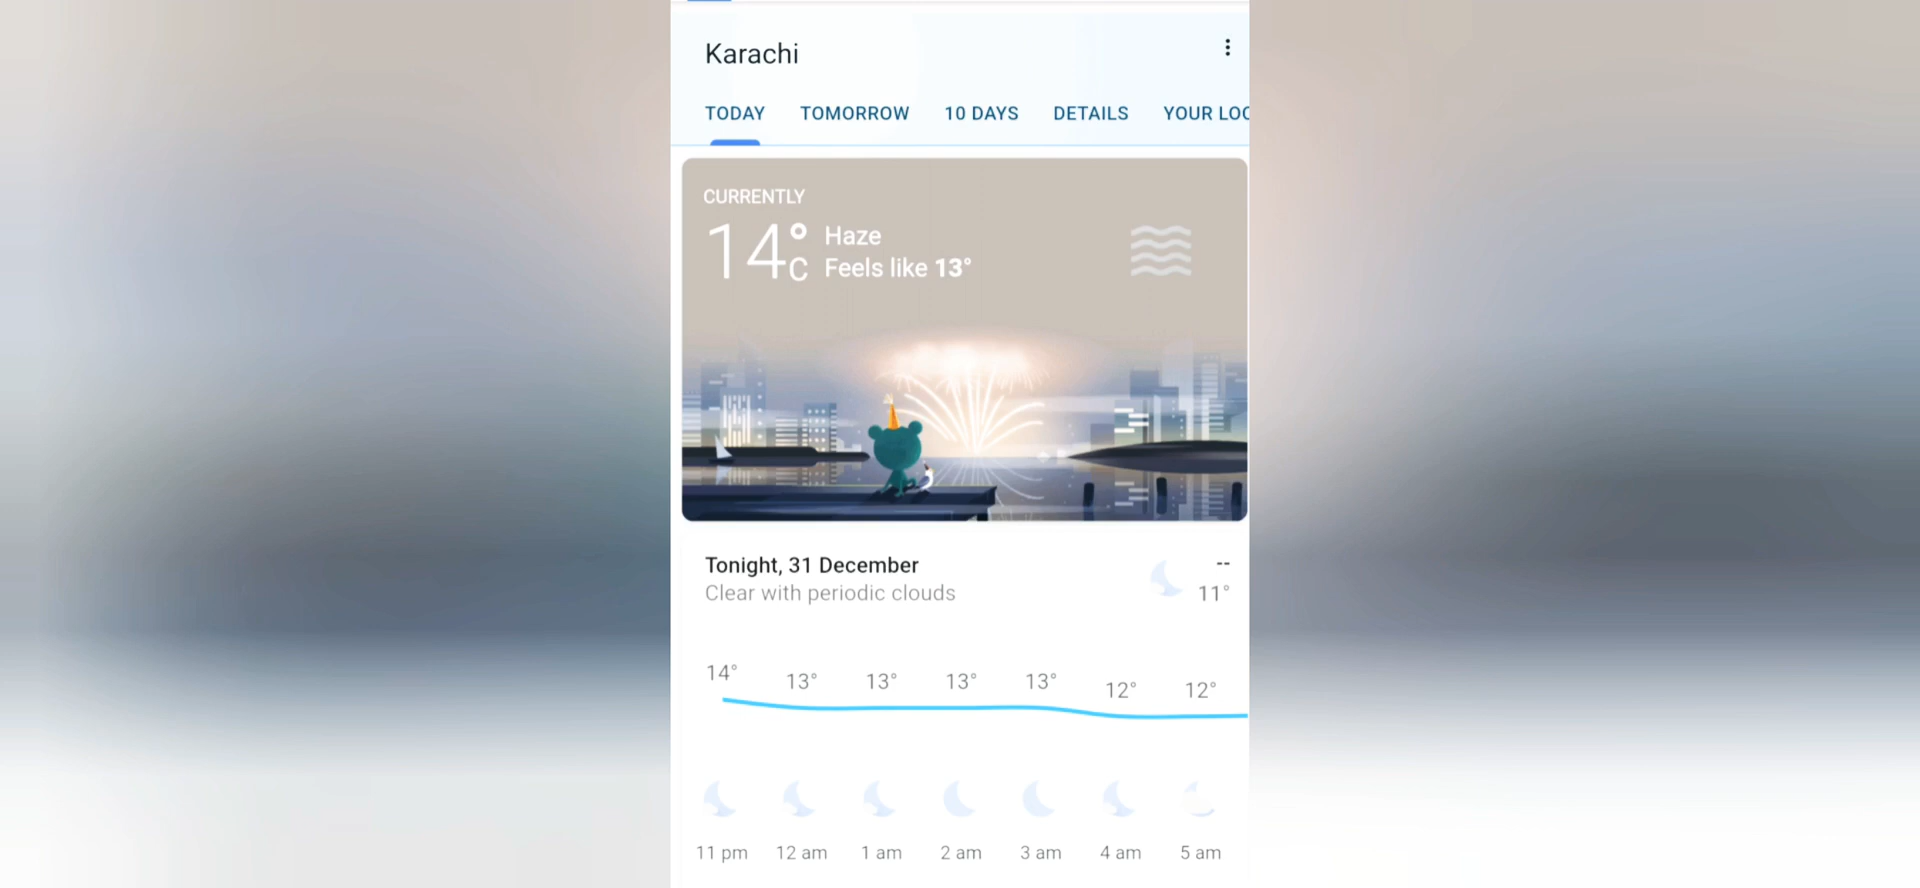 Karachi
TODAY TOMORROW 10 DAYS DETAILS YOUR LOC
CURRENTLY
14°C
Haze
Feels like 13°
Tonight, 31 December
Clear with periodic clouds
--
11°
14° 13° 13° 13° 13° 12° 12°
11 pm 12 am 1 am 2 am 3 am 4 am 5 am